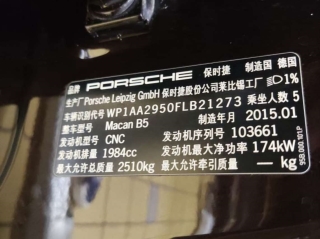 品牌 PORSCHE 保时捷 制造国 德国
生产厂 Porsche Leipzig GmbH 保时捷股份公司莱比锡工厂 1%
车辆识别代号 WP1AA2950FLB21273 乘坐人数 5
整车型号 Macan B5 制造年月 2015.01
发动机型号 CNC 发动机序列号 103661
发动机排量 1984cc 发动机最大净功率 174kW
最大允许总质量 2510kg 最大允许牵引质量 — kg
95B.000.101.P